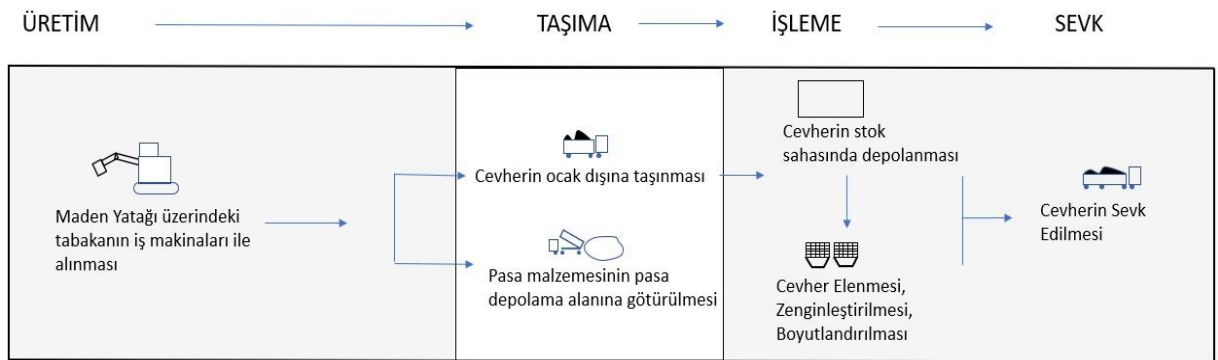 ÜRETİM
TAŞIMA
İŞLEME
SEVK
Maden Yatağı üzerindeki
tabakanın iş makinaları ile
alınması
Cevherin ocak dışına taşınması
Pasa malzemesinin pasa
depolama alanına götürülmesi
Cevherin stok
sahasında depolanması
Cevher Elenmesi,
Zenginleştirilmesi,
Boyutlandırılması
Cevherin Sevk
Edilmesi